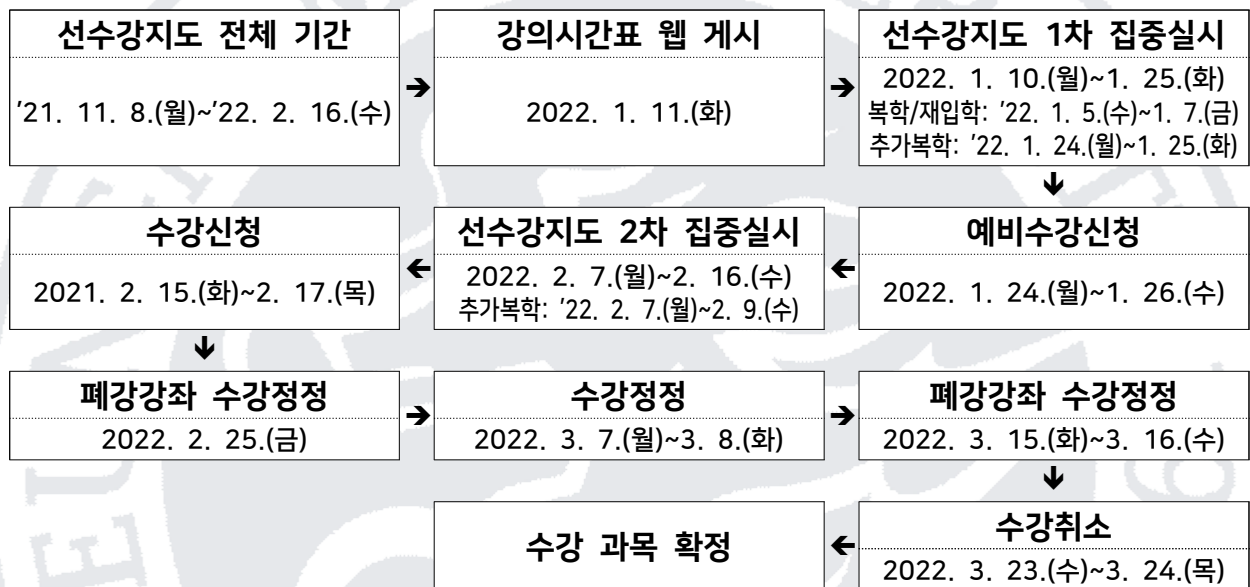 선수강지도 전체 기간
'21. 11. 8.(월)~'22. 2. 16.(수)
➔
강의시간표 웹 게시
2022. 1. 11.(화)
➔
선수강지도 1차 집중실시
2022. 1. 10.(월)~1. 25.(화)
복학/재입학: '22. 1. 5.(수)~1. 7.(금)
추가복학: '22. 1. 24.(월)~1. 25.(화)
예비수강신청
2022. 1. 24.(월)~1. 26.(수)
선수강지도 2차 집중실시
2022. 2. 7.(월)~2. 16.(수)
추가복학: '22. 2. 7.(월)~2. 9.(수)
수강신청
2021. 2. 15.(화)~2. 17.(목)
폐강강좌 수강정정
2022. 2. 25.(금)
수강정정
2022. 3. 7.(월)~3. 8.(화)
폐강강좌 수강정정
2022. 3. 15.(화)~3. 16.(수)
수강취소
2022. 3. 23.(수)~3. 24.(목)
수강 과목 확정